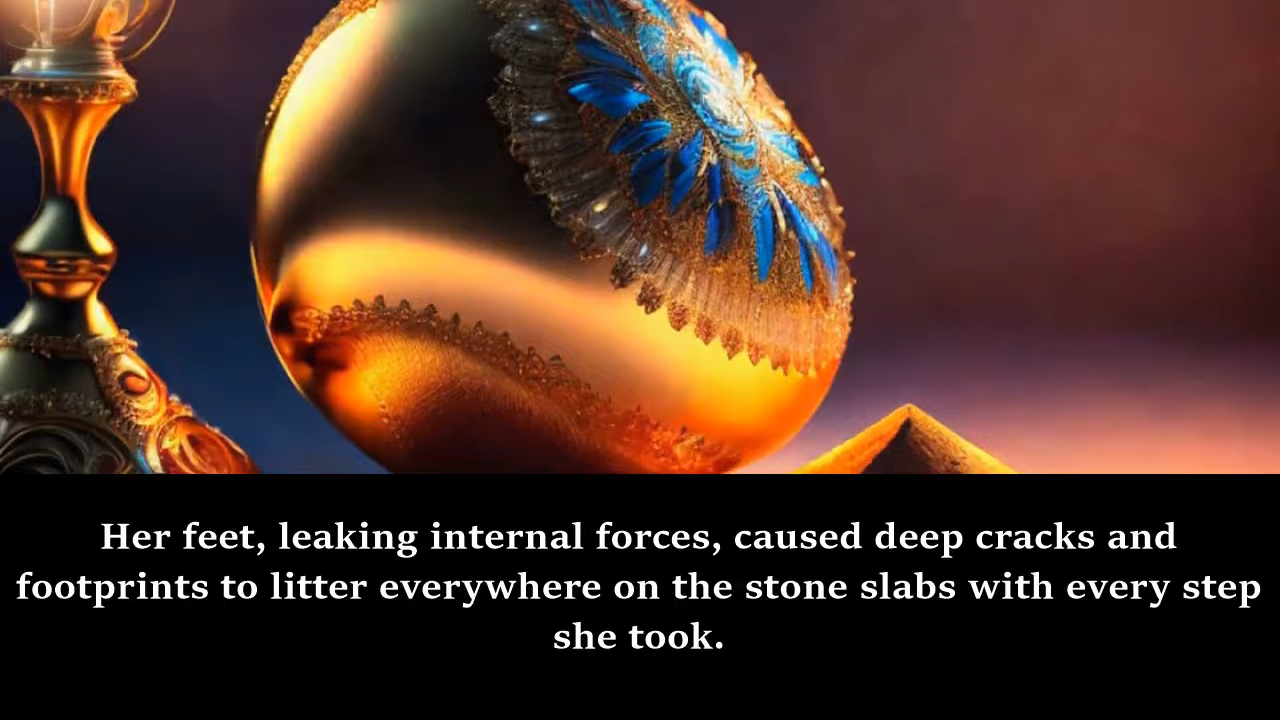 Her feet, leaking internal forces, caused deep cracks and
footprints to litter everywhere on the stone slabs with every step
she took.